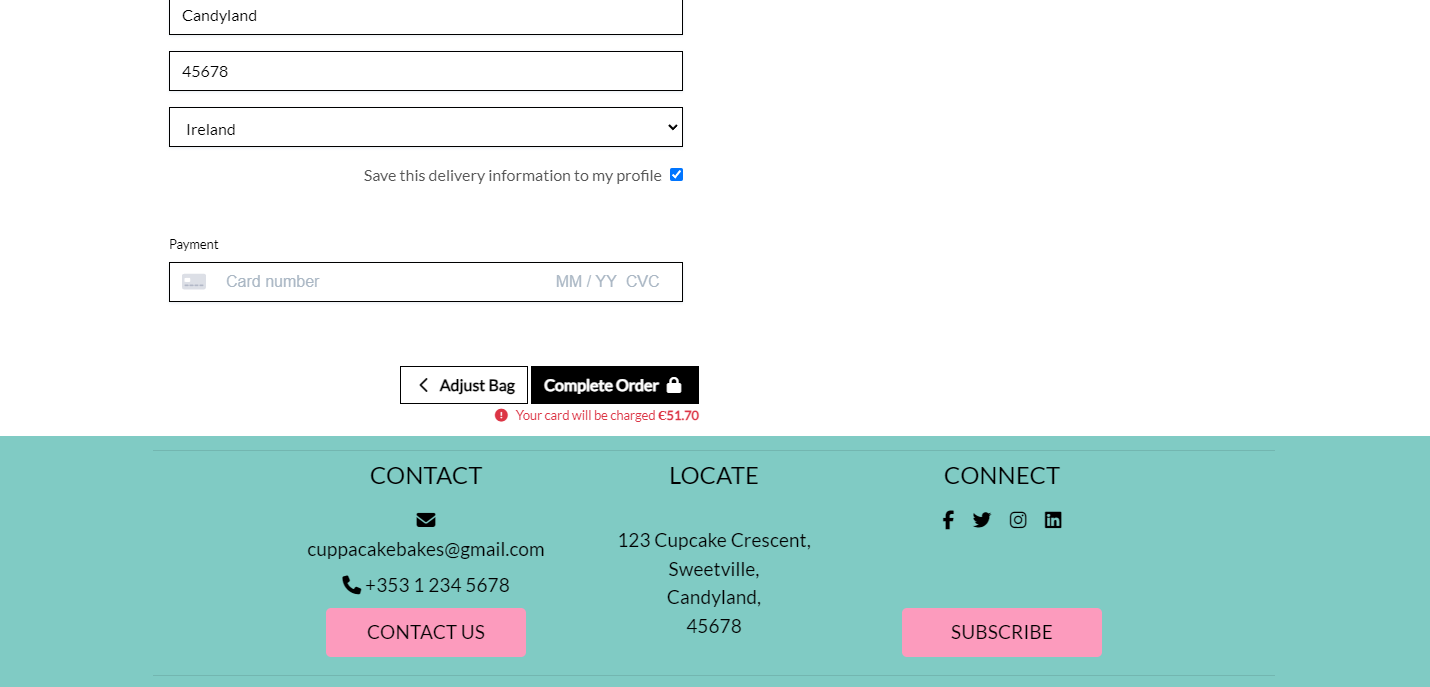 Candyland
45678
Ireland
Save this delivery information to my profile
Payment
Card number MM / YY CVC
Adjust Bag Complete Order
Your card will be charged €51.70
CONTACT
cuppacakebakes@gmail.com
+353 1 234 5678
CONTACT US
LOCATE
123 Cupcake Crescent,
Sweetville,
Candyland,
45678
CONNECT
SUBSCRIBE